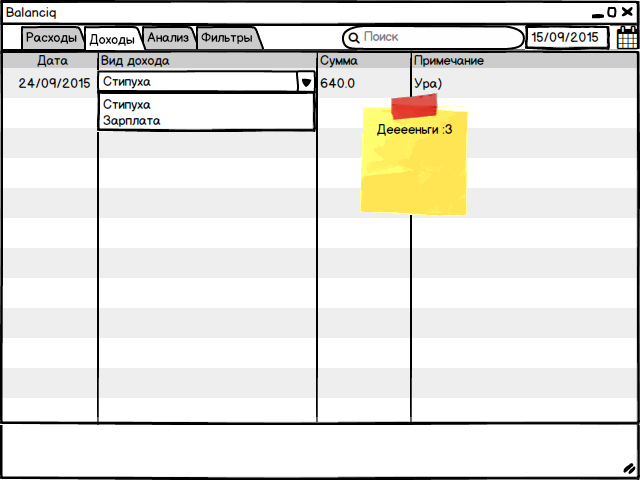 Balanciq
Расходы Доходы Анализ Фильтры Поиск 15/09/2015
Дата Вид дохода Сумма Примечание
24/09/2015 Стипуха 640.0 Ура)
Стипуха
Зарплата
Дееееньги :3